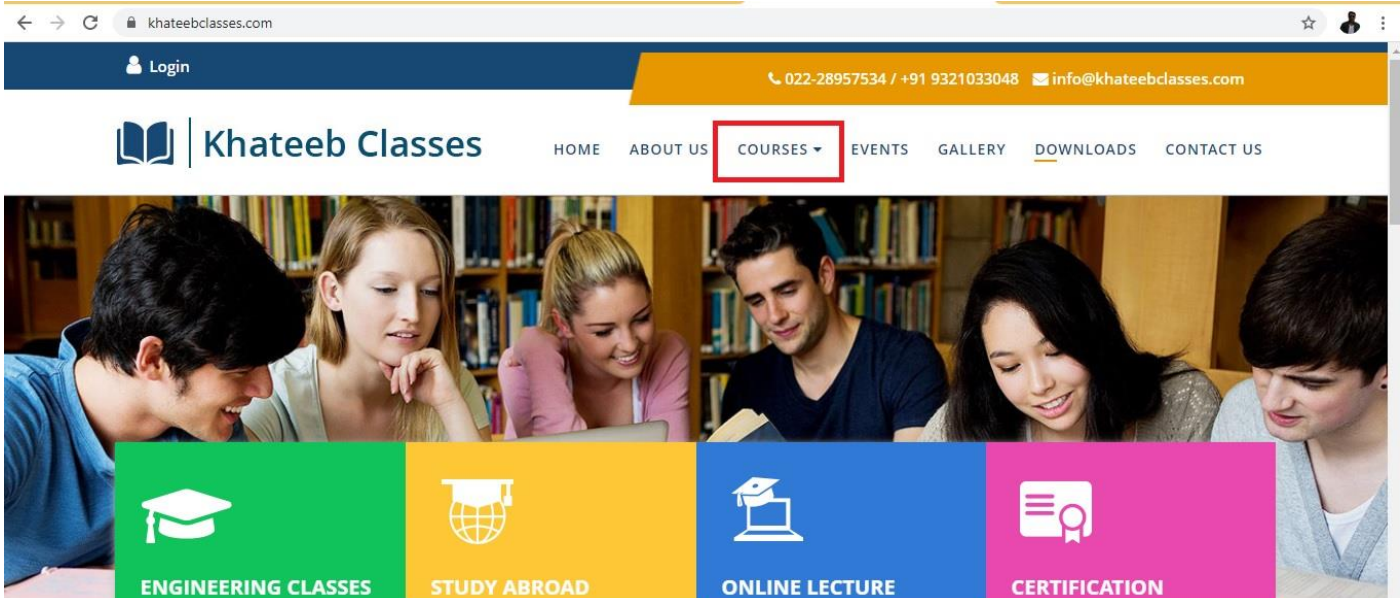 khateebclasses.com
Login
022-28957534 / +91 9321033048 info@khateebclasses.com
Khateeb Classes
HOME ABOUT US COURSES EVENTS GALLERY DOWNLOADS CONTACT US
ENGINEERING CLASSES STUDY ABROAD ONLINE LECTURE CERTIFICATION